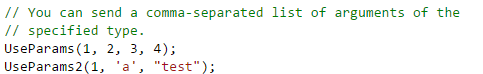 // You can send a comma-separated list of arguments of the
// specified type.
UseParams(1, 2, 3, 4);
UseParams2(1, 'a', "test");